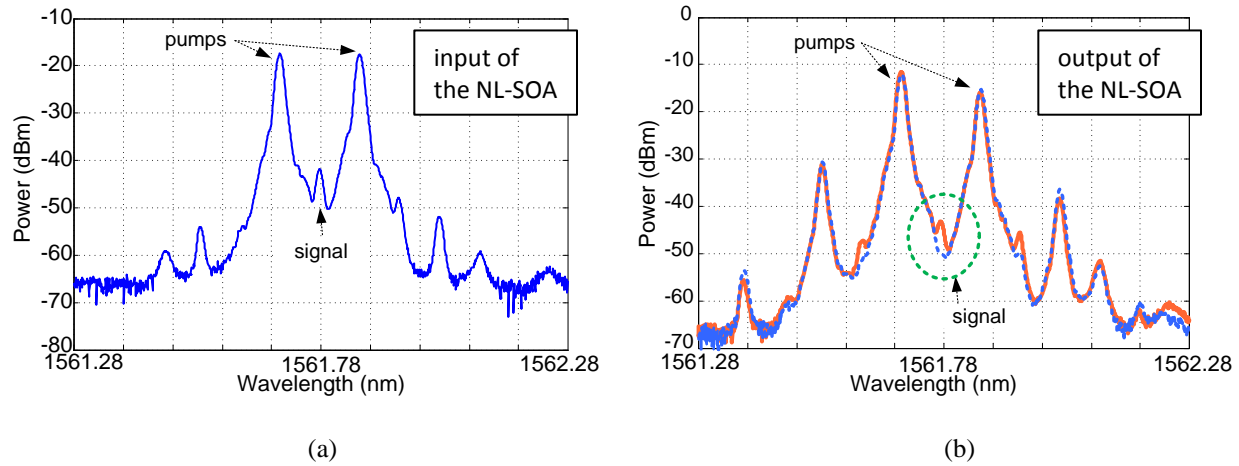 -10
-20
-30
-40
-50
-60
-70
-80
Power (dBm)
pumps
input of
the NL-SOA
signal
1561.28
1561.78
1562.28
Wavelength (nm)
(a)
0
-10
-20
-30
-40
-50
-60
-70
Power (dBm)
pumps
output of
the NL-SOA
signal
1561.28
1561.78
1562.28
Wavelength (nm)
(b)